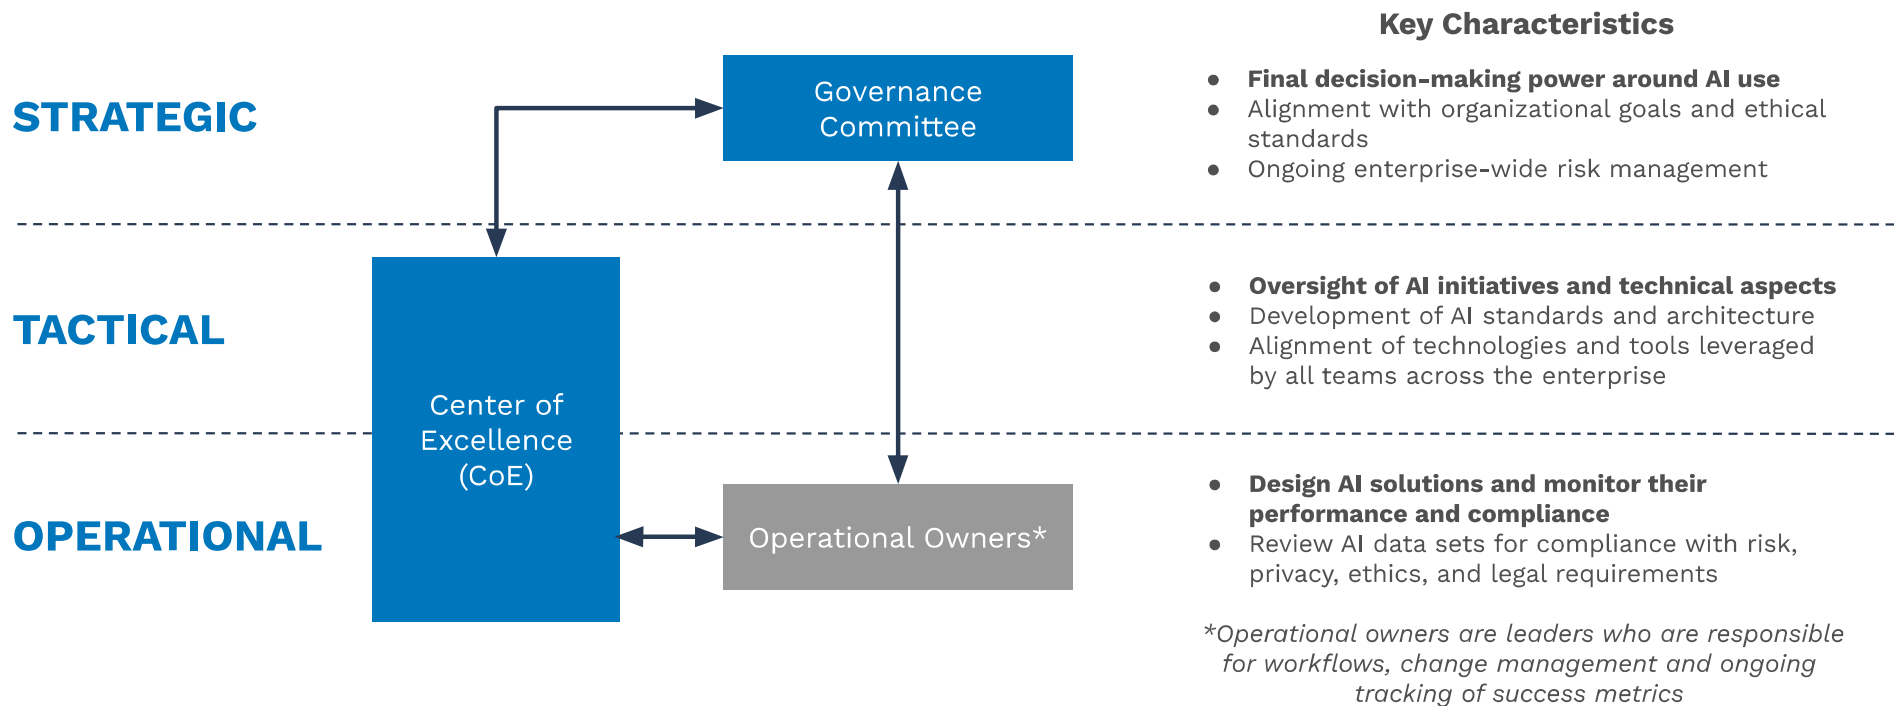 Key Characteristics
STRATEGIC
Governance
Committee
● Final decision-making power around AI use
● Alignment with organizational goals and ethical
standards
● Ongoing enterprise-wide risk management
TACTICAL
Center of
Excellence
(CoE)
● Oversight of AI initiatives and technical aspects
● Development of AI standards and architecture
● Alignment of technologies and tools leveraged
by all teams across the enterprise
OPERATIONAL
Operational Owners*
● Design AI solutions and monitor their
performance and compliance
● Review AI data sets for compliance with risk,
privacy, ethics, and legal requirements
*Operational owners are leaders who are responsible
for workflows, change management and ongoing
tracking of success metrics